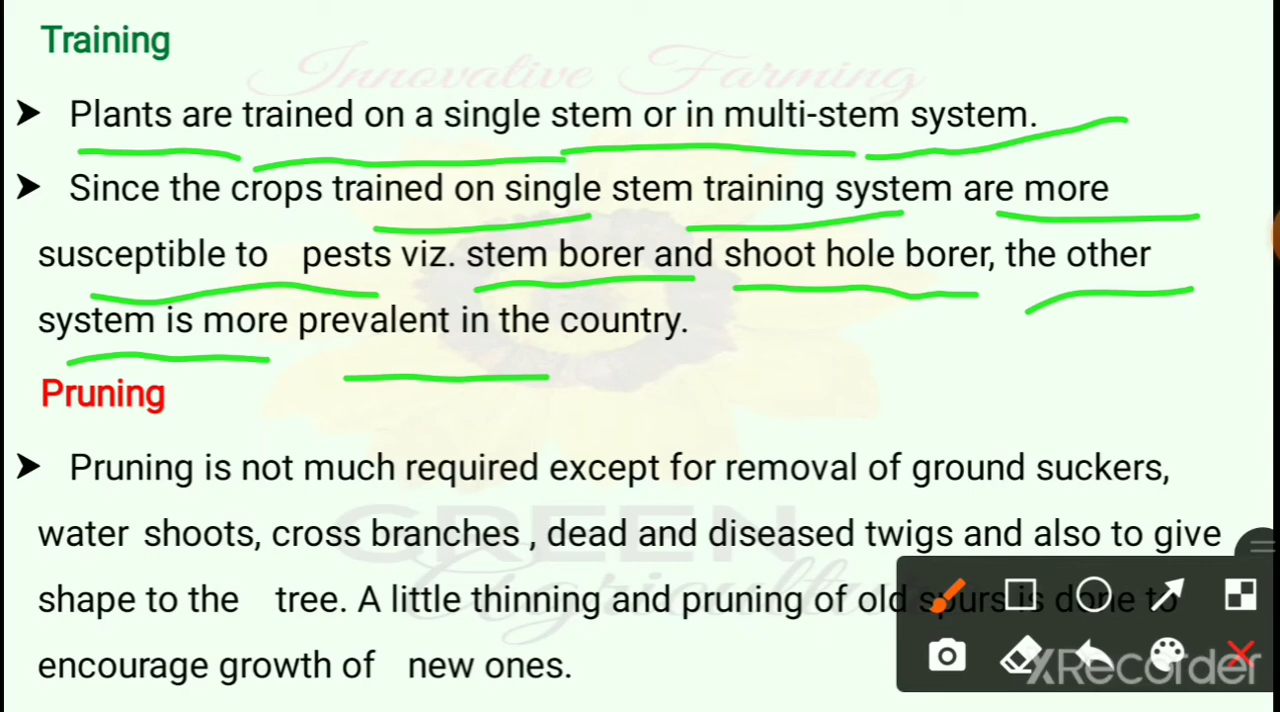 Training
Innovative Farming
➤ Plants are trained on a single stem or in multi-stem system.
➤ Since the crops trained on single stem training system are more
susceptible to pests viz. stem borer and shoot hole borer, the other
system is more prevalent in the country.
Pruning
➤ Pruning is not much required except for removal of ground suckers,
GREEN
water shoots, cross branches , dead and diseased twigs and also to give
shape to the tree. A little thinning and pruning of old spurs is done to
encourage growth of new ones.
XRecorder